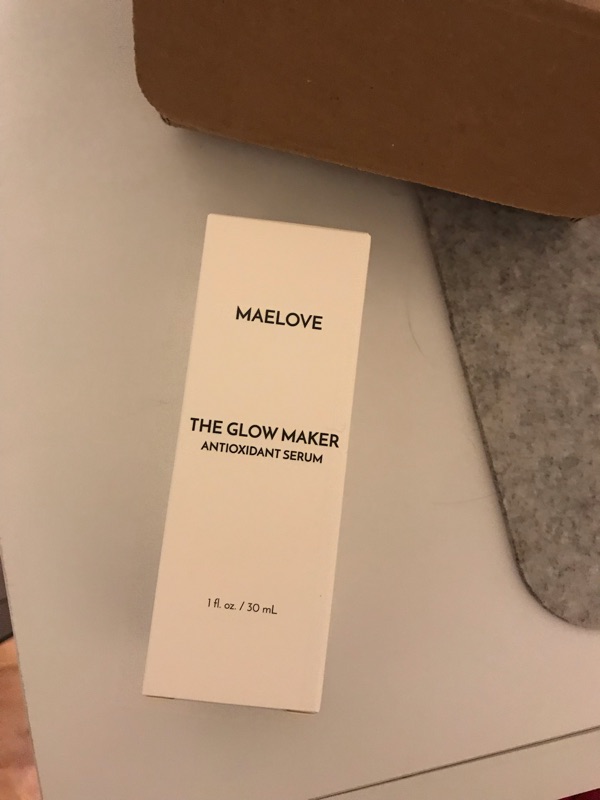 MAELOVE
THE GLOW MAKER
ANTIOXIDANT SERUM
1 fl. oz. / 30 mL